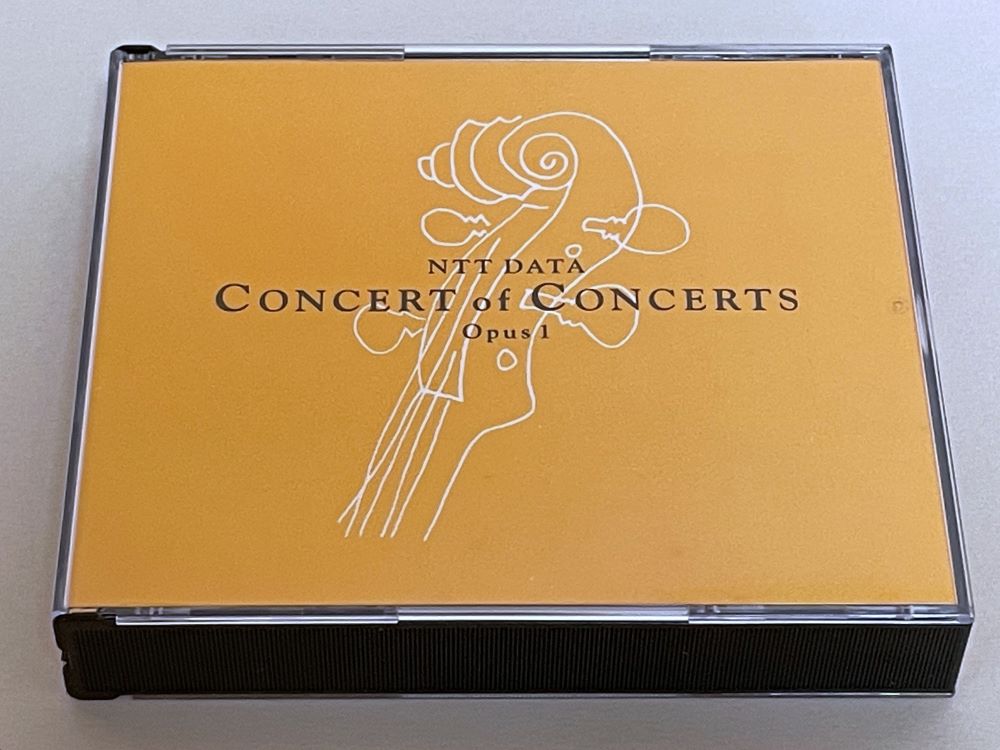 NTT DATA
CONCERT of CONCERTS
Opus 1